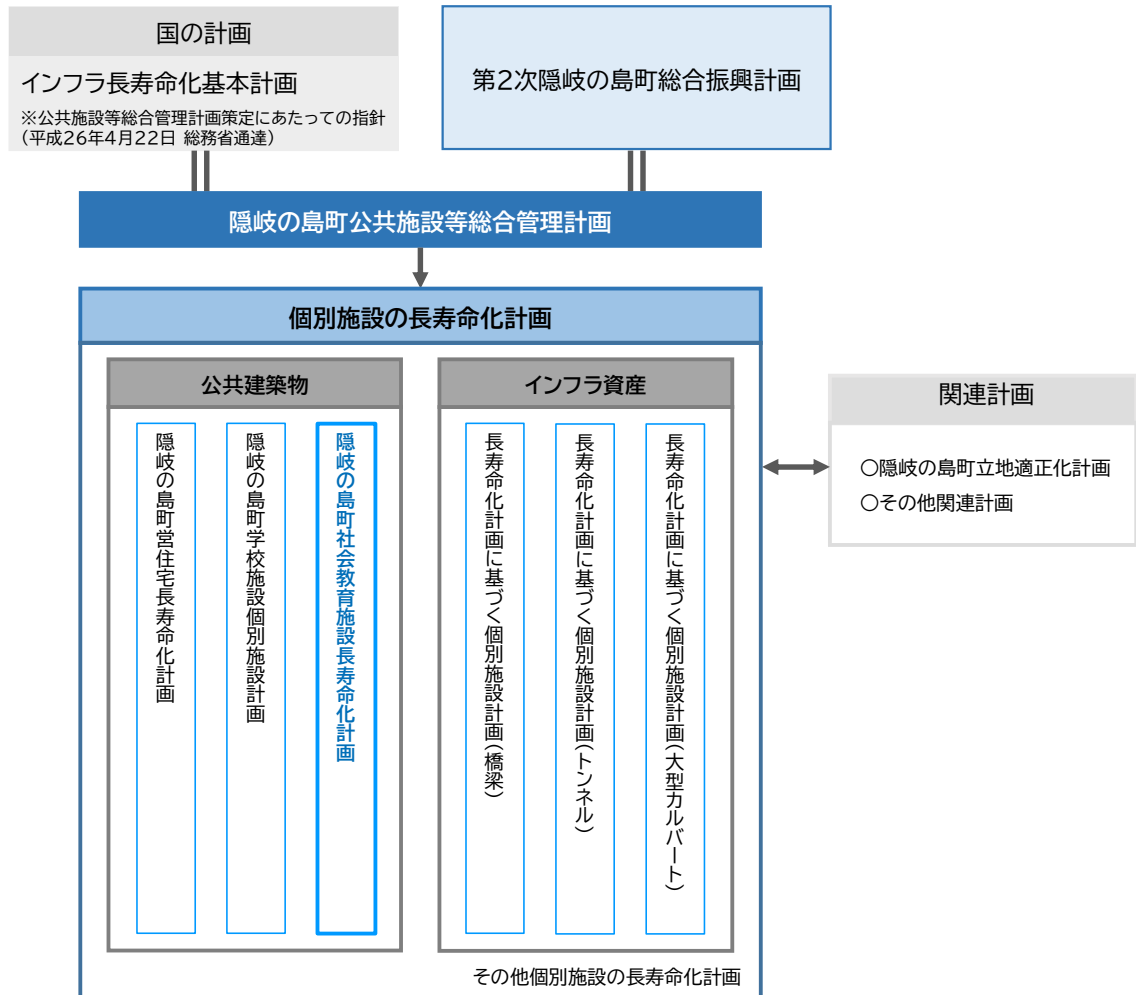 国の計画
インフラ長寿命化基本計画
※公共施設等総合管理計画策定にあたっての指針
（平成26年4月22日 総務省通達）
第2次隠岐の島町総合振興計画
隠岐の島町公共施設等総合管理計画
個別施設の長寿命化計画
公共建築物
隠岐の島町営住宅長寿命化計画
隠岐の島町学校施設個別施設計画
隠岐の島町社会教育施設長寿命化計画
インフラ資産
長寿命化計画に基づく個別施設計画（橋梁）
長寿命化計画に基づく個別施設計画（トンネル）
長寿命化計画に基づく個別施設計画（大型カルバート）
その他個別施設の長寿命化計画
関連計画
○隠岐の島町立地適正化計画
○その他関連計画